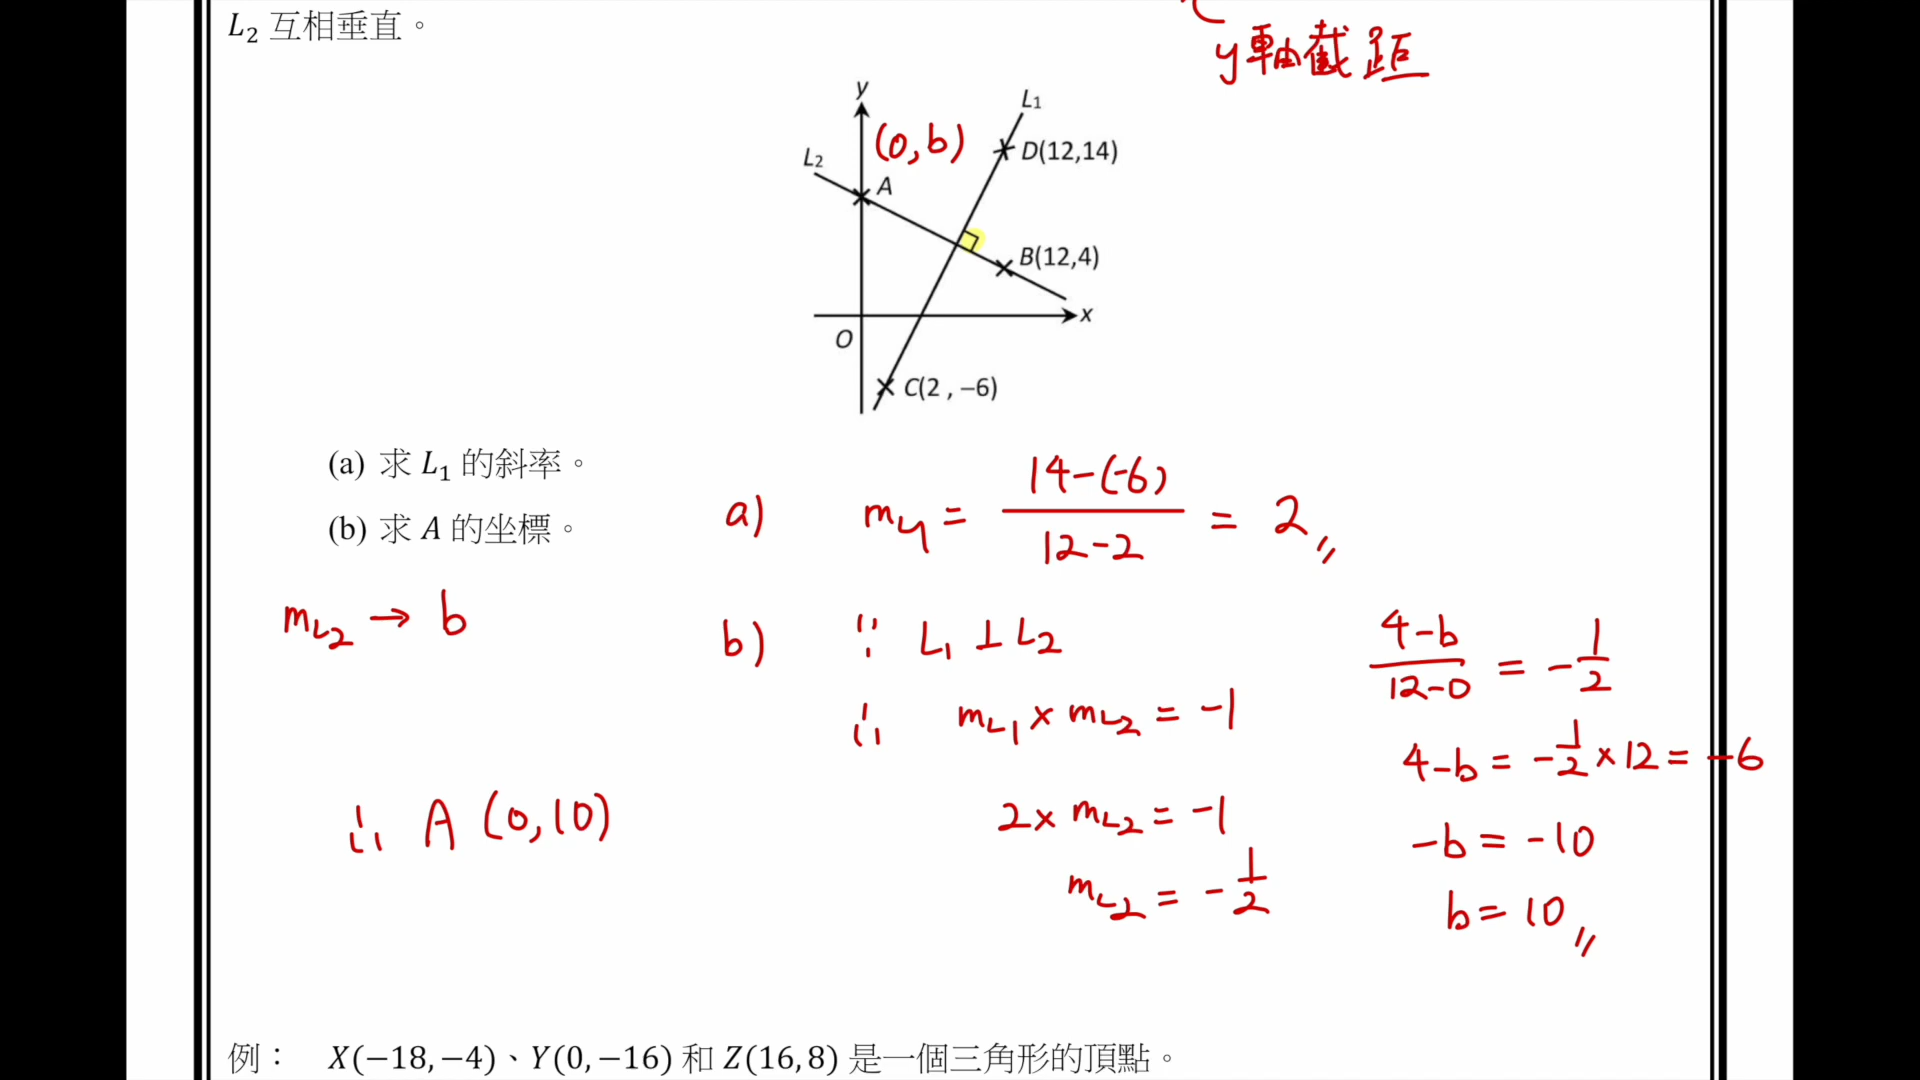 L₂ 互相垂直。
y軸截距
y
L₁
(0,b)
D(12,14)
L₂
A
B(12,4)
x
O
C(2 , −6)
(a) 求 L₁ 的斜率。
(b) 求 A 的坐標。
a) m_L1 = (14-(-6))/(12-2) = 2
m_L2 → b
b) ∵ L₁ ⊥ L₂
∴ m_L1 × m_L2 = -1
2 × m_L2 = -1
m_L2 = -1/2
(4-b)/(12-0) = -1/2
4-b = -1/2 × 12 = -6
-b = -10
b = 10
∴ A (0,10)
例： X(−18,−4)、Y(0,−16) 和 Z(16,8) 是一個三角形的頂點。